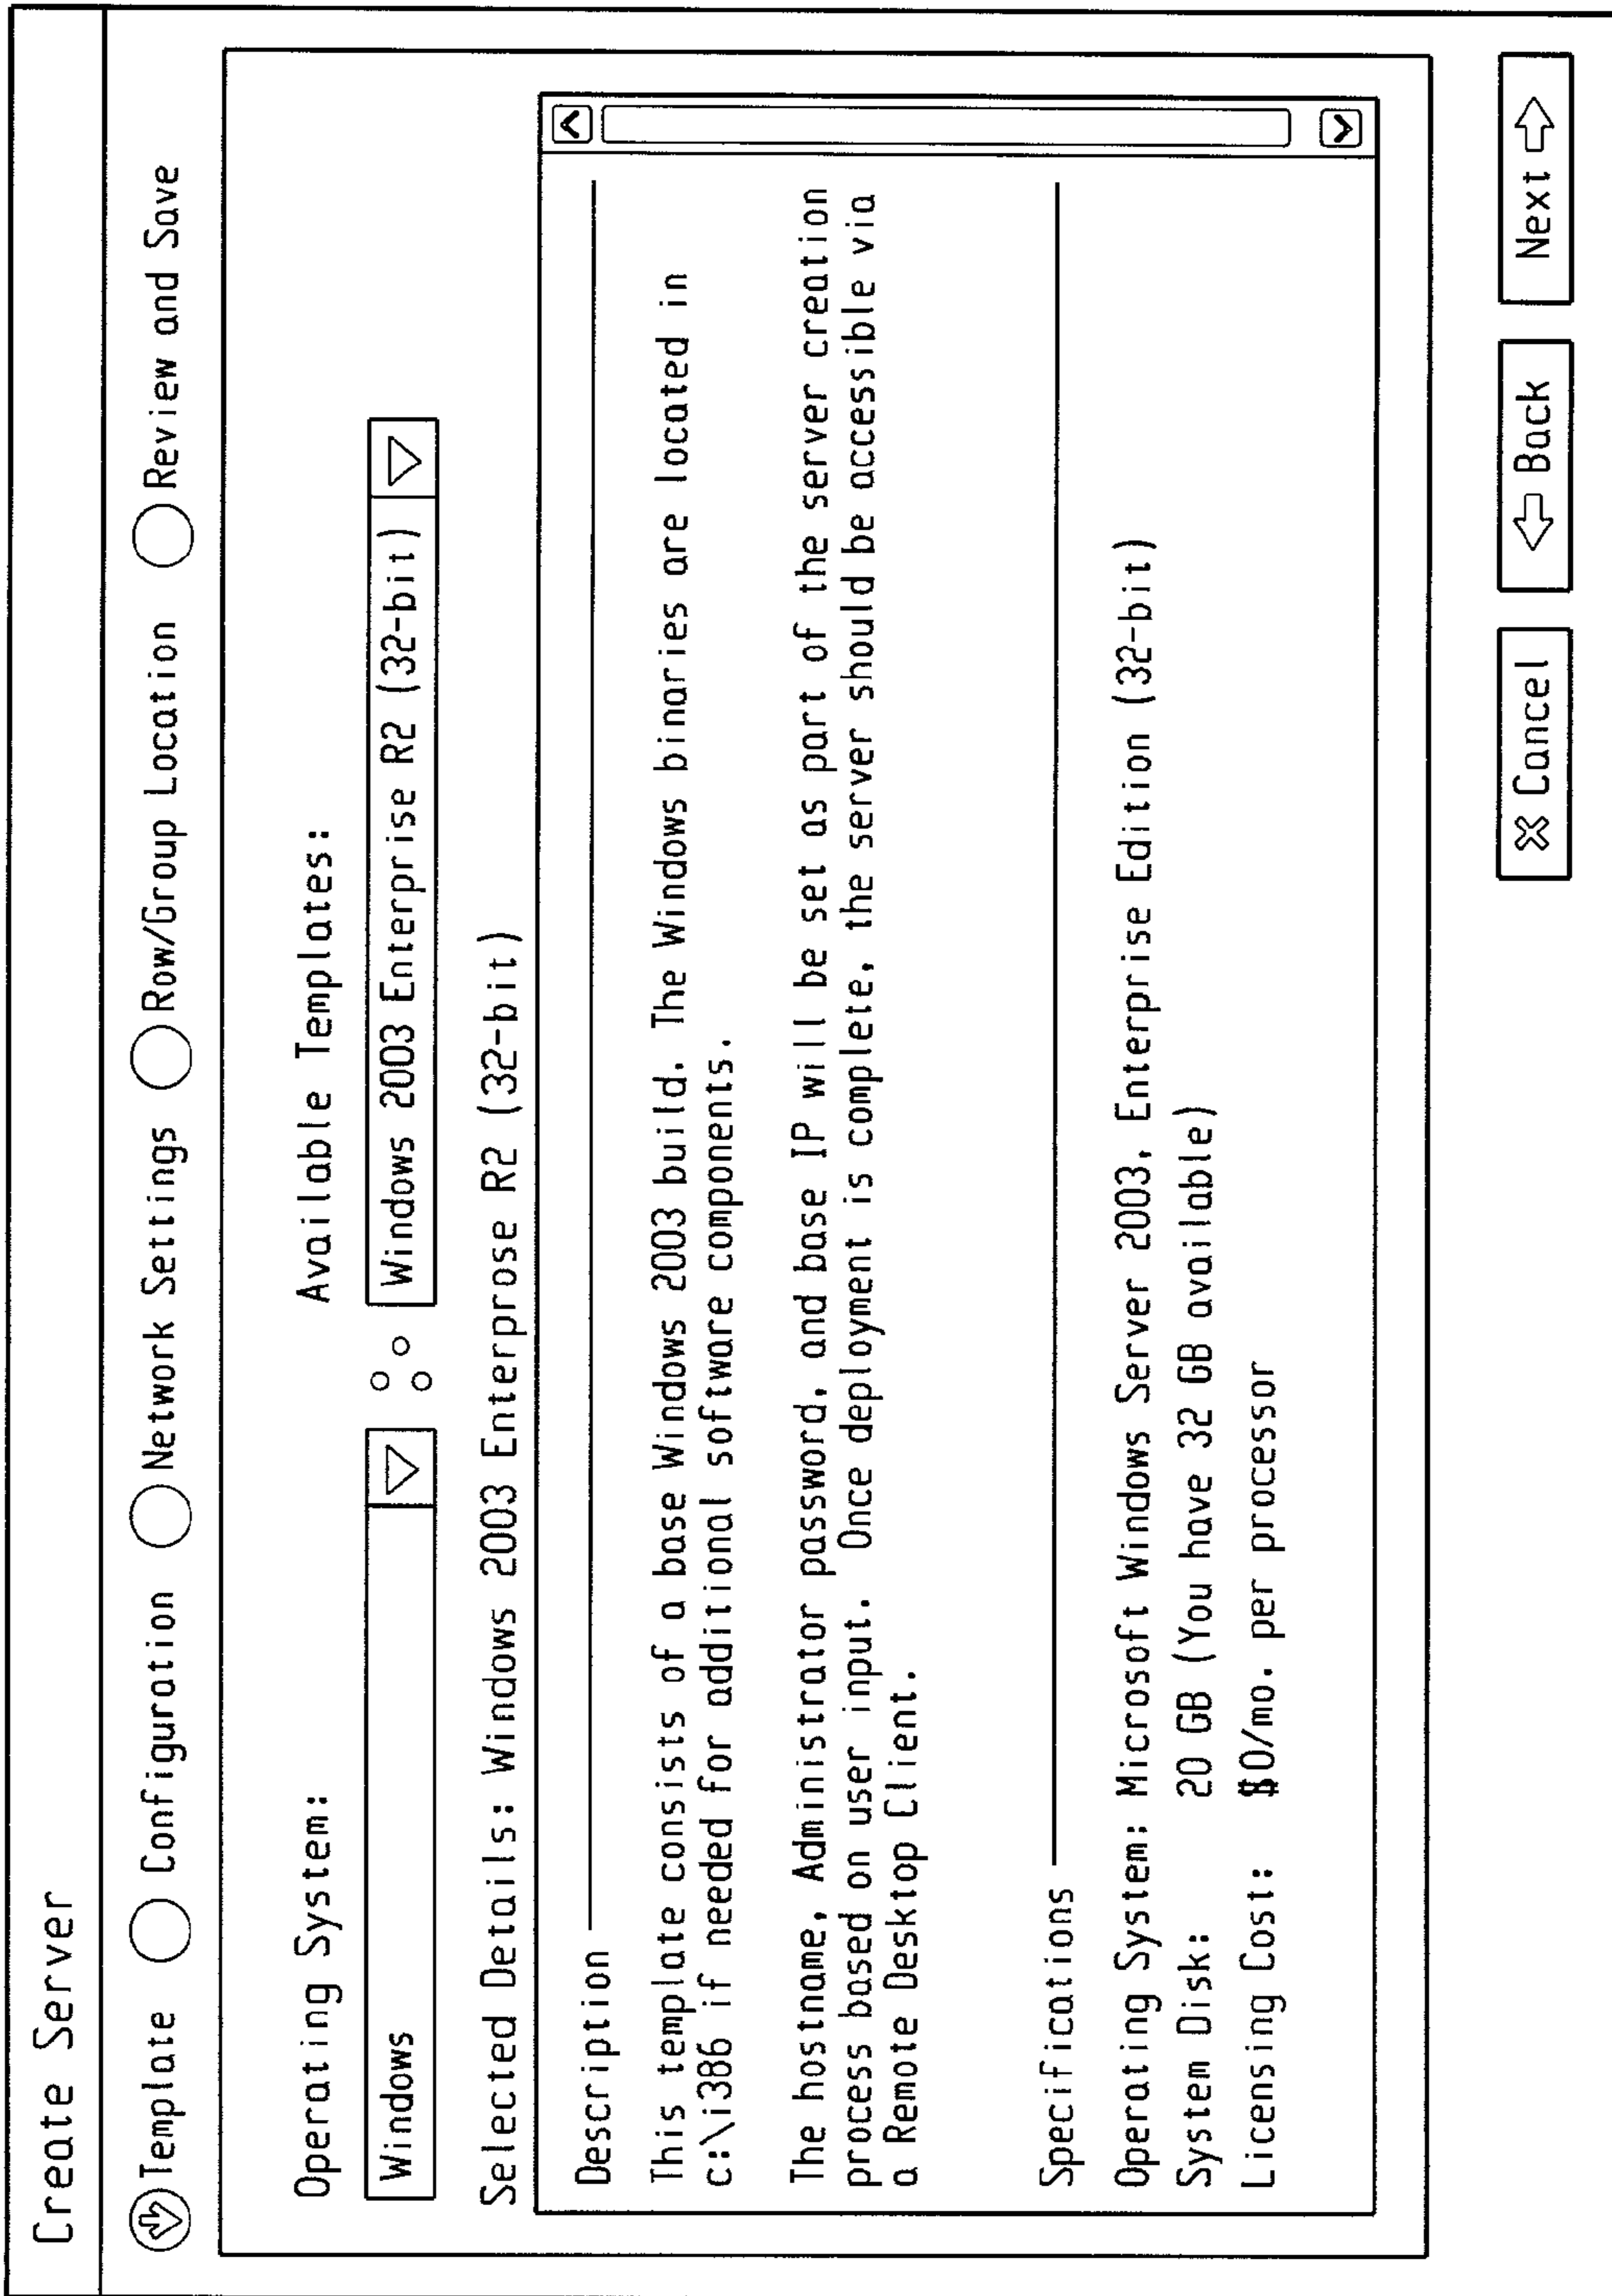 Create Server
Template Configuration Network Settings Row/Group Location Review and Save
Operating System: Available Templates:
Windows Windows 2003 Enterprise R2 (32-bit)
Selected Details: Windows 2003 Enterprose R2 (32-bit)
Description
This template consists of a base Windows 2003 build. The Windows binaries are located in
c:\i386 if needed for additional software components.
The hostname, Administrator password, and base IP will be set as part of the server creation
process based on user input. Once deployment is complete, the server should be accessible via
a Remote Desktop Client.
Specifications
Operating System: Microsoft Windows Server 2003, Enterprise Edition (32-bit)
System Disk: 20 GB (You have 32 GB available)
Licensing Cost: $0/mo. per processor
Cancel Back Next